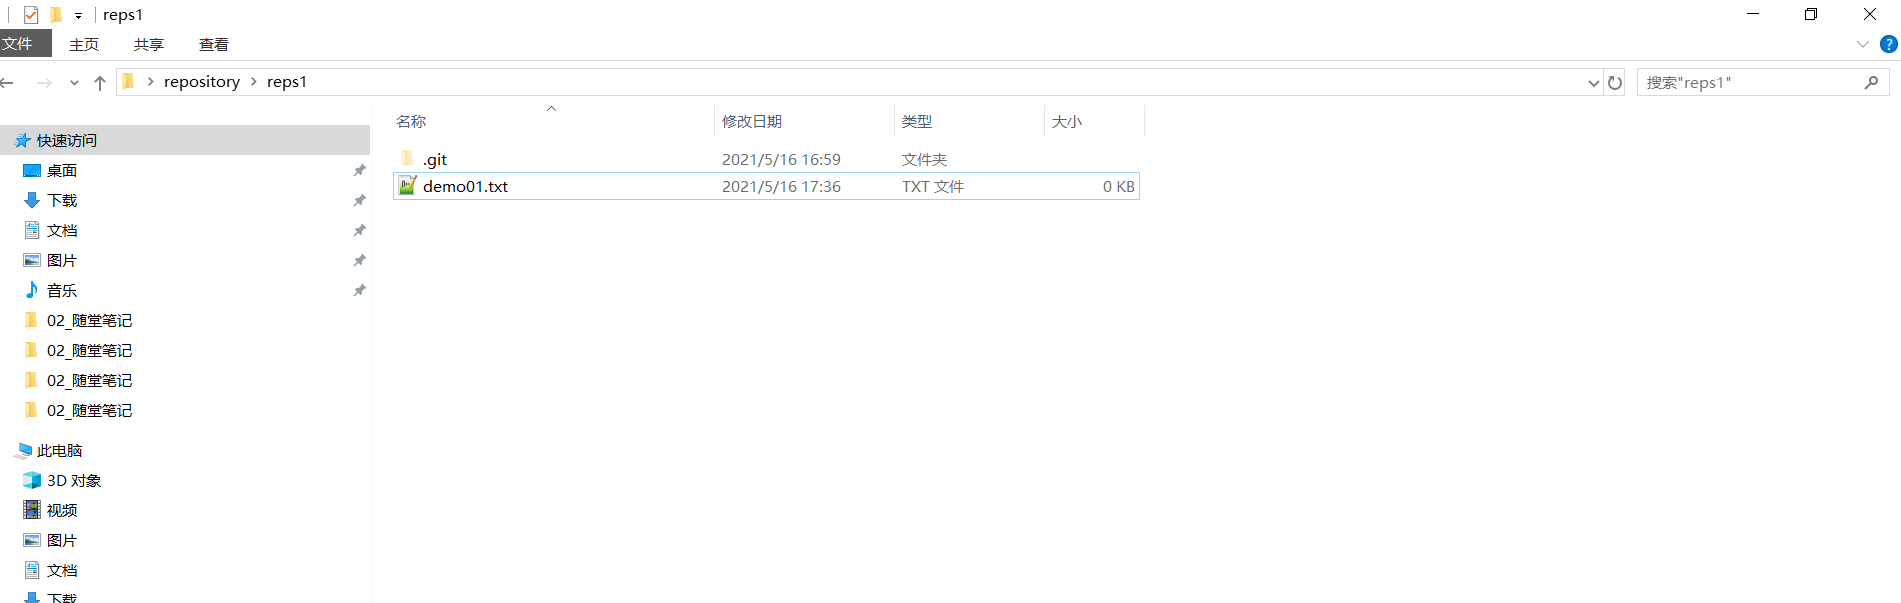 reps1
文件 主页 共享 查看
repository reps1 搜索"reps1"
名称 修改日期 类型 大小
.git 2021/5/16 16:59 文件夹
demo01.txt 2021/5/16 17:36 TXT 文件 0 KB
快速访问
桌面
下载
文档
图片
音乐
02_随堂笔记
02_随堂笔记
02_随堂笔记
02_随堂笔记
此电脑
3D 对象
视频
图片
文档
下载